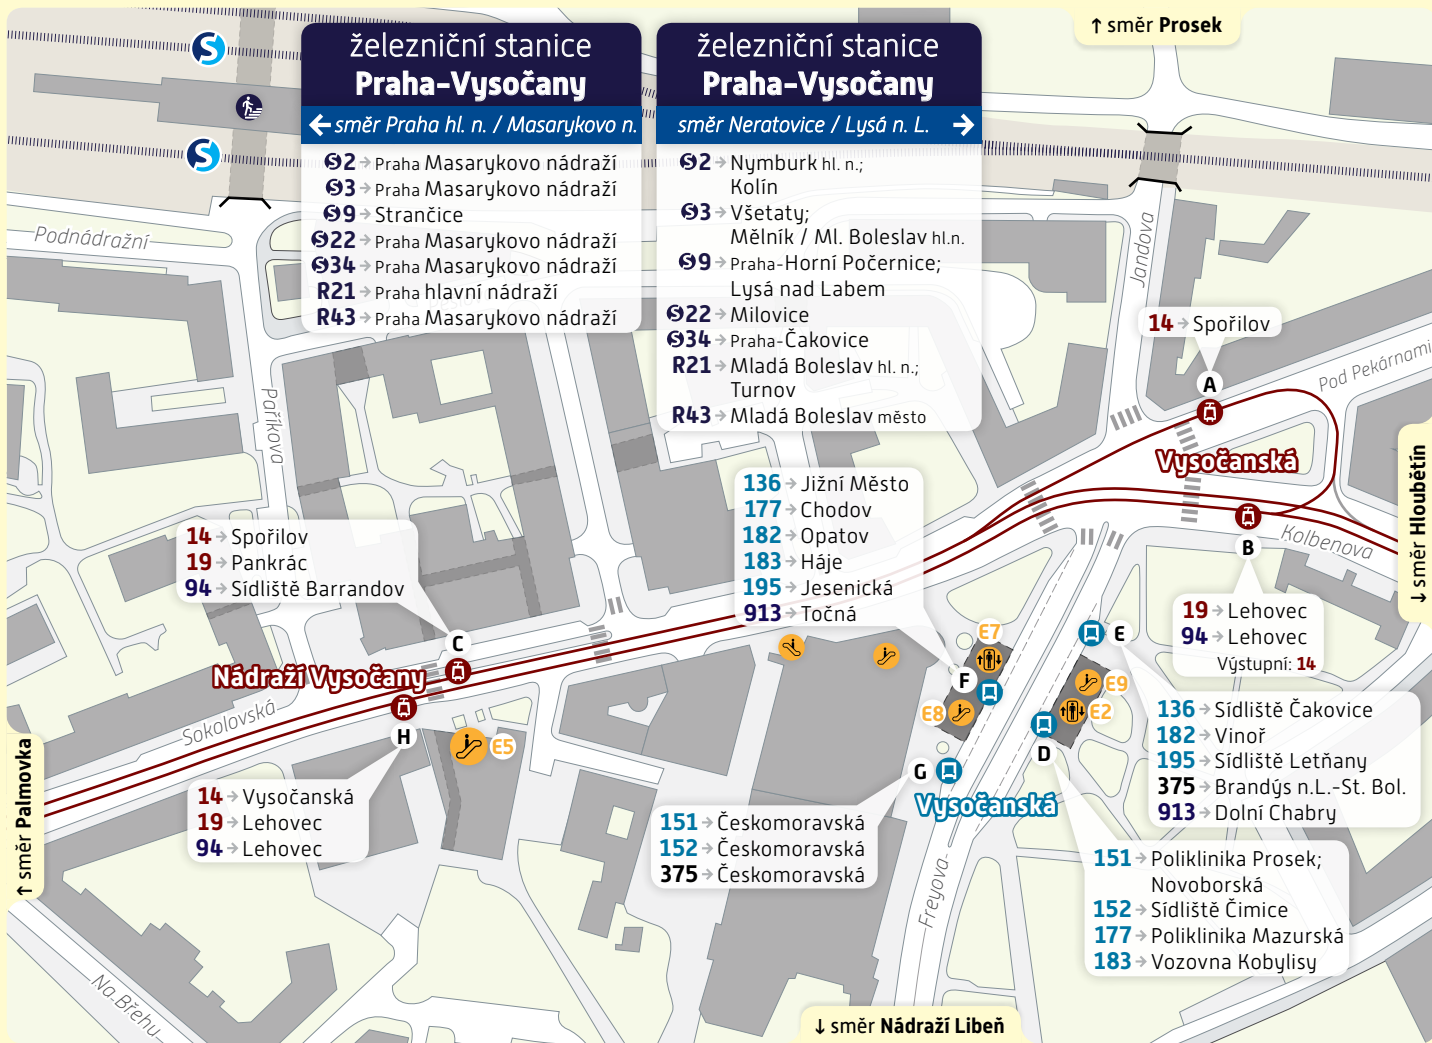 ↑ směr Prosek
železniční stanice
Praha-Vysočany
← směr Praha hl. n. / Masarykovo n.
S2 → Praha Masarykovo nádraží
S3 → Praha Masarykovo nádraží
S9 → Strančice
S22 → Praha Masarykovo nádraží
S34 → Praha Masarykovo nádraží
R21 → Praha hlavní nádraží
R43 → Praha Masarykovo nádraží
železniční stanice
Praha-Vysočany
směr Neratovice / Lysá n. L. →
S2 → Nymburk hl. n.;
Kolín
S3 → Všetaty;
Mělník / Ml. Boleslav hl.n.
S9 → Praha-Horní Počernice;
Lysá nad Labem
S22 → Milovice
S34 → Praha-Čakovice
R21 → Mladá Boleslav hl. n.;
Turnov
R43 → Mladá Boleslav město
S
S
Podnádražní
Paříkova
Jandova
14 → Spořilov
A
Pod Pekárnami
Vysočanská
B
Kolbenova
↓ směr Hloubětín
19 → Lehovec
94 → Lehovec
Výstupní: 14
136 → Jižní Město
177 → Chodov
182 → Opatov
183 → Háje
195 → Jesenická
913 → Točná
14 → Spořilov
19 → Pankrác
94 → Sídliště Barrandov
C
Nádraží Vysočany
Sokolovská
H
E5
↑ směr Palmovka
14 → Vysočanská
19 → Lehovec
94 → Lehovec
E7
F
E8
E
E9
E2
D
G
Vysočanská
136 → Sídliště Čakovice
182 → Vinoř
195 → Sídliště Letňany
375 → Brandýs n.L.-St. Bol.
913 → Dolní Chabry
151 → Českomoravská
152 → Českomoravská
375 → Českomoravská
151 → Poliklinika Prosek;
Novoborská
152 → Sídliště Čimice
177 → Poliklinika Mazurská
183 → Vozovna Kobylisy
Freyova
Na Břehu
↓ směr Nádraží Libeň